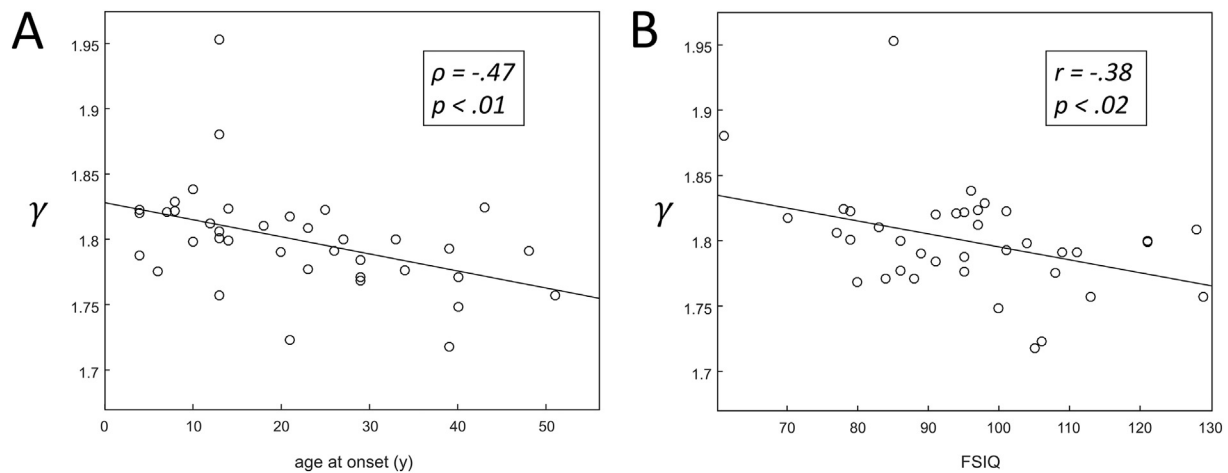 A
1.95
1.9
1.85
1.8
1.75
1.7
γ
ρ = -.47
p < .01
0 10 20 30 40 50
age at onset (y)
B
1.95
1.9
1.85
1.8
1.75
1.7
γ
r = -.38
p < .02
70 80 90 100 110 120 130
FSIQ